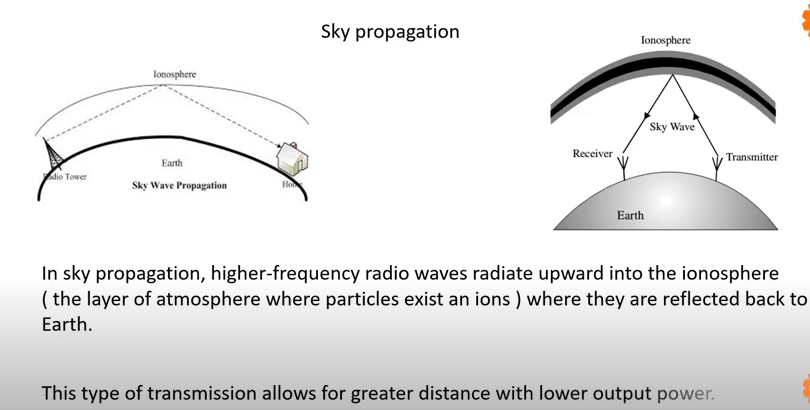 Sky propagation
Ionosphere
Earth
Radio Tower
Sky Wave Propagation
Home
Ionosphere
Sky Wave
Receiver
Transmitter
Earth
In sky propagation, higher-frequency radio waves radiate upward into the ionosphere
( the layer of atmosphere where particles exist an ions ) where they are reflected back to
Earth.
This type of transmission allows for greater distance with lower output power.